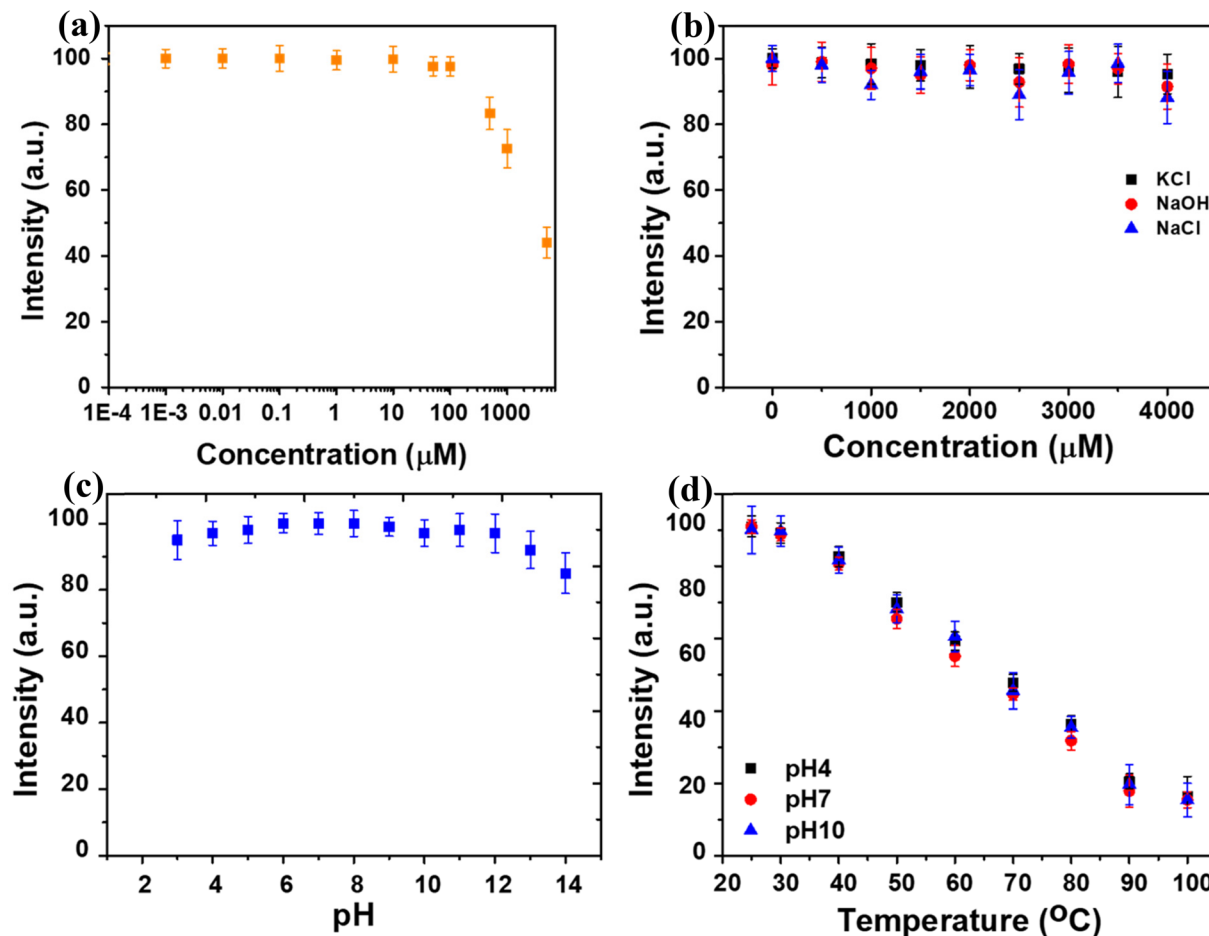 (a)
Intensity (a.u.)
100
80
60
40
20
0
1E-4 1E-3 0.01 0.1 1 10 100 1000
Concentration (μM)
(b)
Intensity (a.u.)
100
80
60
40
20
0
KCl
NaOH
NaCl
0 1000 2000 3000 4000
Concentration (μM)
(c)
Intensity (a.u.)
100
80
60
40
20
0
2 4 6 8 10 12 14
pH
(d)
Intensity (a.u.)
100
80
60
40
20
0
pH4
pH7
pH10
20 30 40 50 60 70 80 90 100
Temperature (OC)